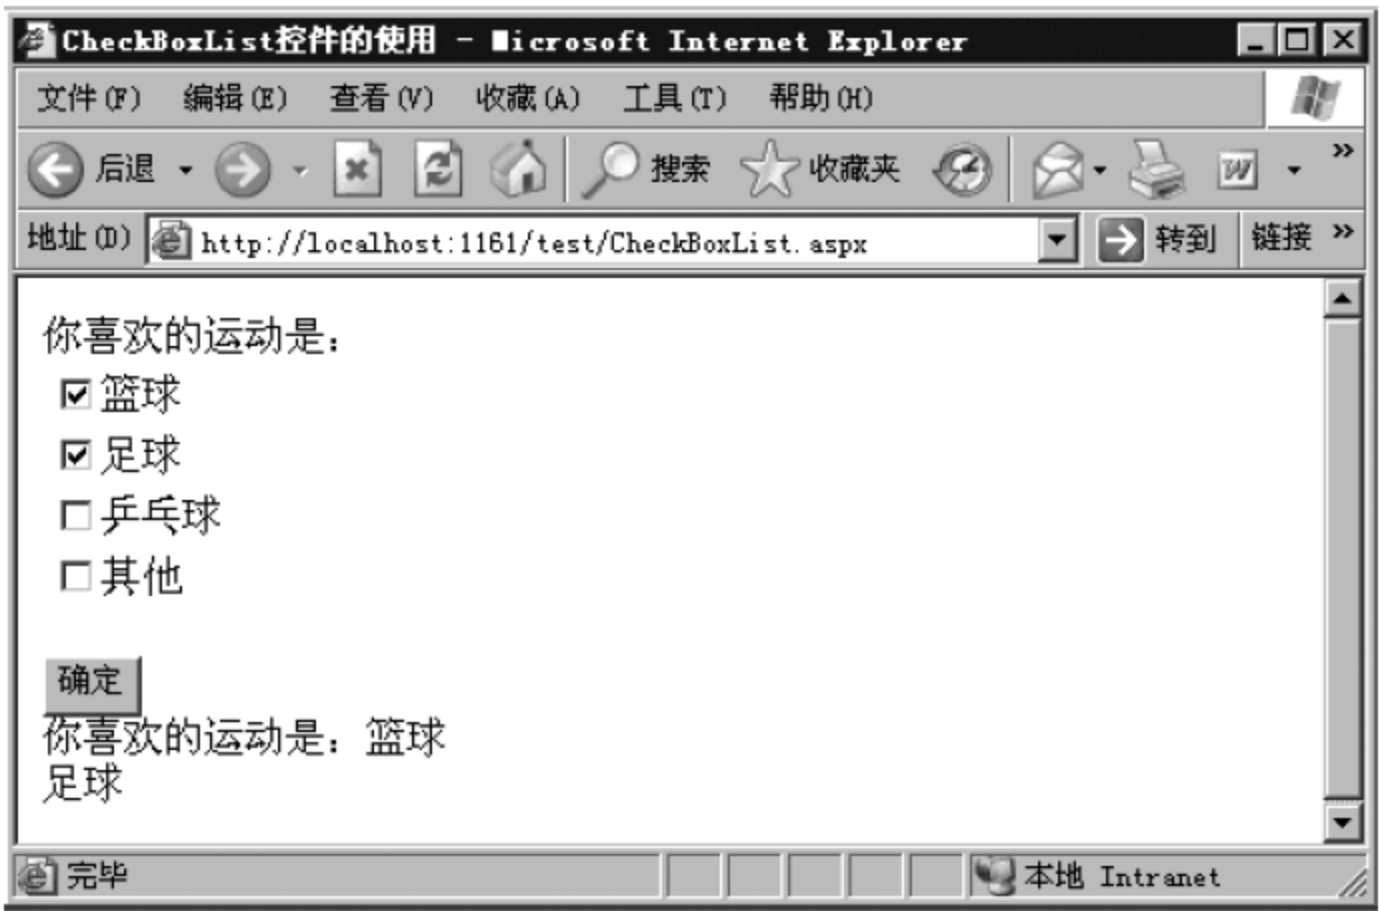 CheckBoxList控件的使用 - Microsoft Internet Explorer
文件(F) 编辑(E) 查看(V) 收藏(A) 工具(T) 帮助(H)
后退 搜索 收藏夹 W »
地址(D) http://localhost:1161/test/CheckBoxList.aspx 转到 链接 »
你喜欢的运动是：
篮球
足球
乒乓球
其他
确定
你喜欢的运动是：篮球
足球
完毕 本地 Intranet